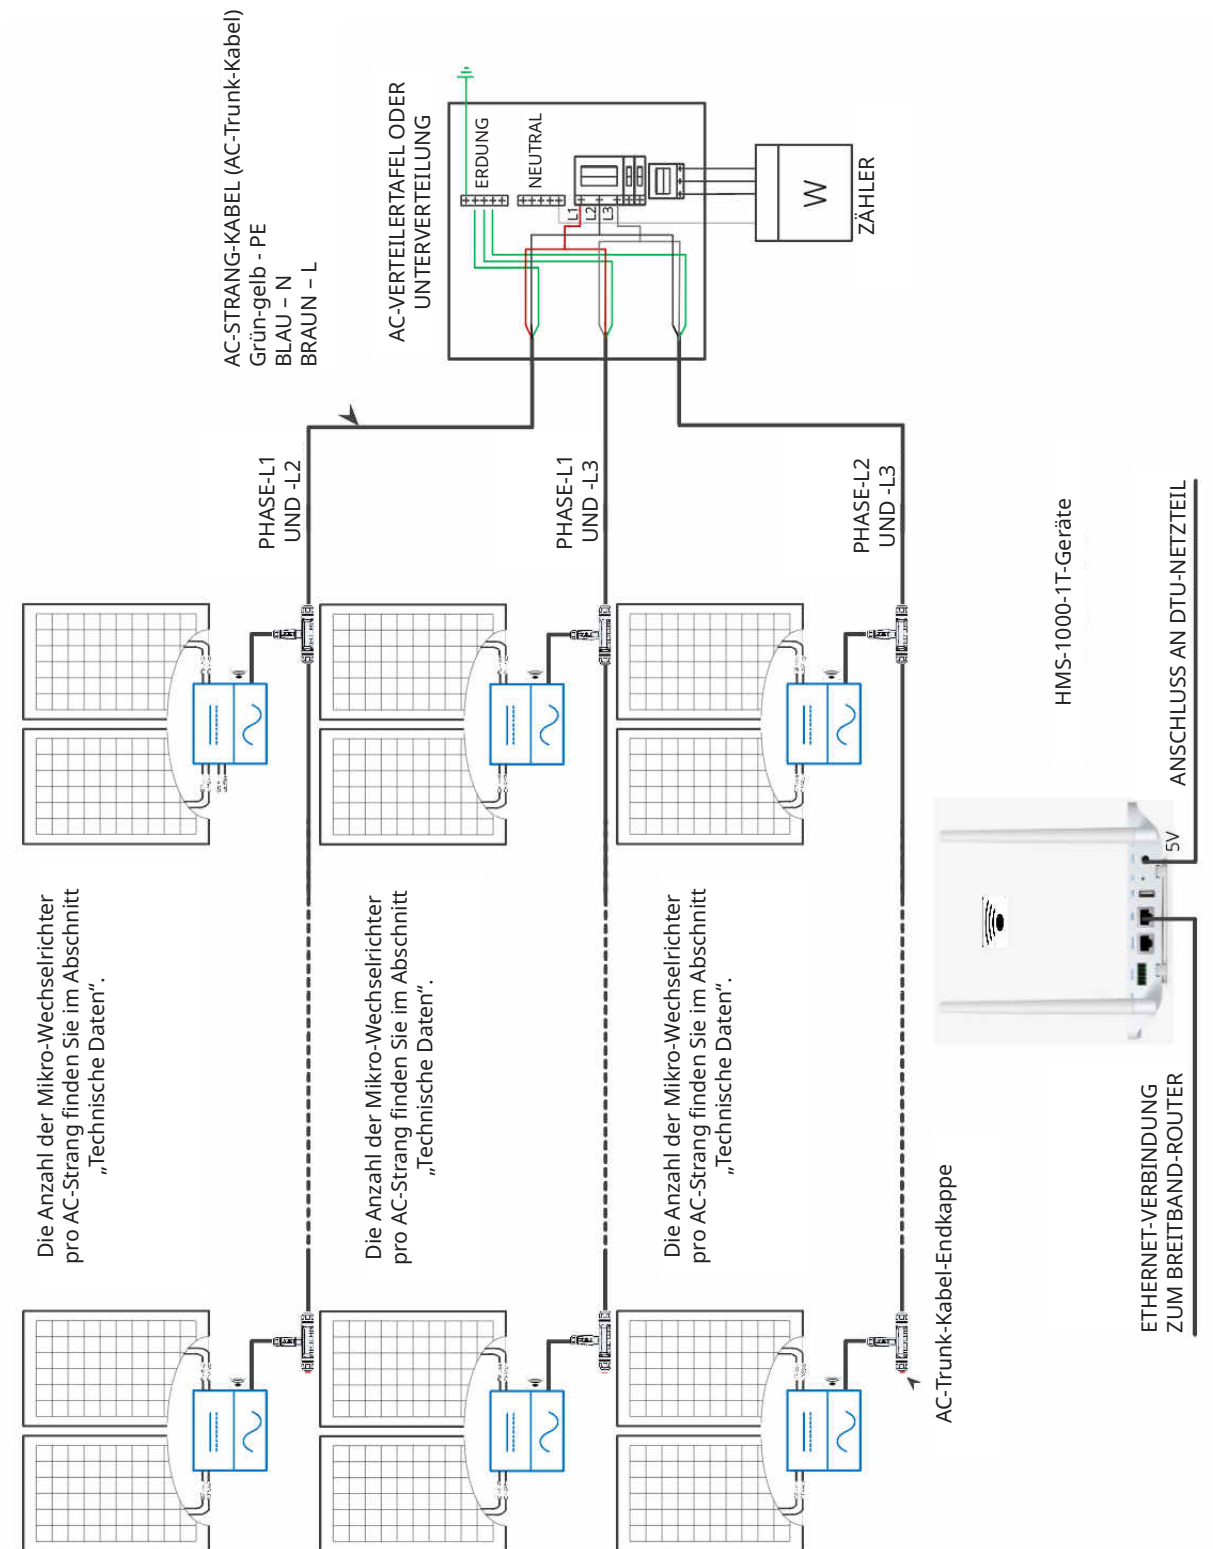 AC-STRANG-KABEL (AC-Trunk-Kabel)
Grün-gelb - PE
BLAU – N
BRAUN – L
AC-VERTEILERTAFEL ODER
UNTERVERTEILUNG
ERDUNG
NEUTRAL
L1
L2
L3
W
ZÄHLER
PHASE-L1
UND -L2
PHASE-L1
UND -L3
PHASE-L2
UND -L3
Die Anzahl der Mikro-Wechselrichter
pro AC-Strang finden Sie im Abschnitt
„Technische Daten“.
Die Anzahl der Mikro-Wechselrichter
pro AC-Strang finden Sie im Abschnitt
„Technische Daten“.
Die Anzahl der Mikro-Wechselrichter
pro AC-Strang finden Sie im Abschnitt
„Technische Daten“.
HMS-1000-1T-Geräte
ANSCHLUSS AN DTU-NETZTEIL
5V
AC-Trunk-Kabel-Endkappe
ETHERNET-VERBINDUNG
ZUM BREITBAND-ROUTER